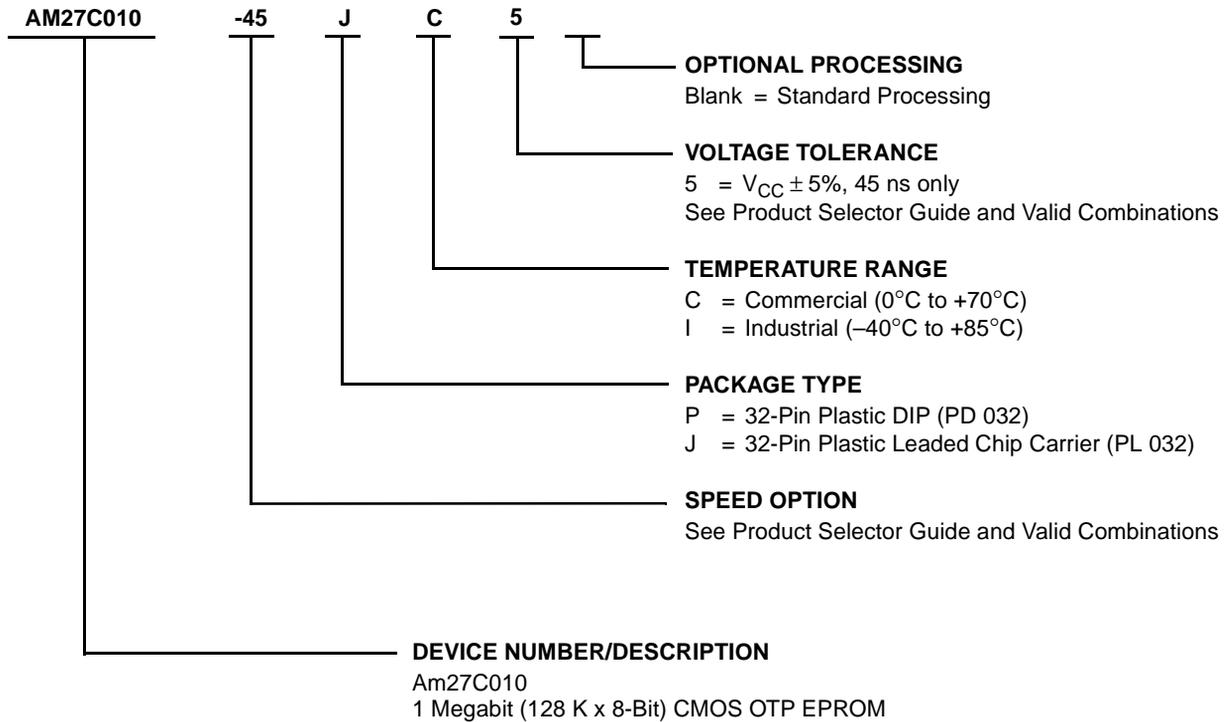 AM27C010 -45 J C 5
OPTIONAL PROCESSING
Blank = Standard Processing
VOLTAGE TOLERANCE
5 = VCC ± 5%, 45 ns only
See Product Selector Guide and Valid Combinations
TEMPERATURE RANGE
C = Commercial (0°C to +70°C)
I = Industrial (–40°C to +85°C)
PACKAGE TYPE
P = 32-Pin Plastic DIP (PD 032)
J = 32-Pin Plastic Leaded Chip Carrier (PL 032)
SPEED OPTION
See Product Selector Guide and Valid Combinations
DEVICE NUMBER/DESCRIPTION
Am27C010
1 Megabit (128 K x 8-Bit) CMOS OTP EPROM